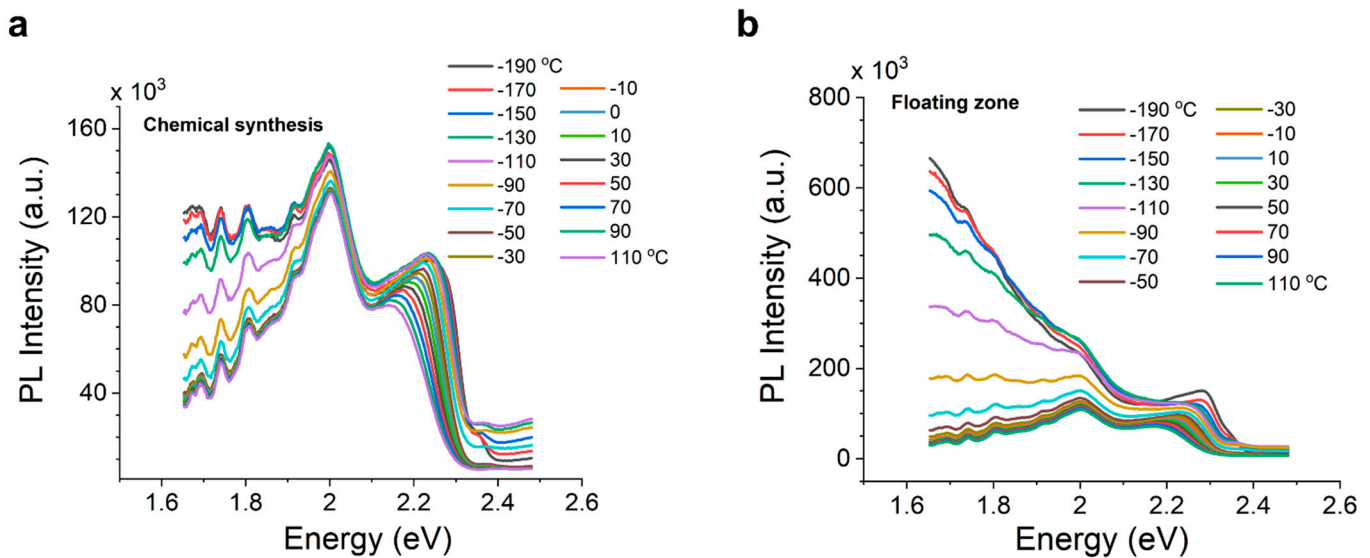 a
× 10³
Chemical synthesis
-190 °C
-170
-150
-130
-110
-90
-70
-50
-30
-10
0
10
30
50
70
90
110 °C
160
120
80
40
PL Intensity (a.u.)
1.6 1.8 2 2.2 2.4 2.6
Energy (eV)
b
× 10³
Floating zone
-190 °C
-170
-150
-130
-110
-90
-70
-50
-30
-10
10
30
50
70
90
110 °C
800
600
400
200
0
PL Intensity (a.u.)
1.6 1.8 2.0 2.2 2.4 2.6
Energy (eV)